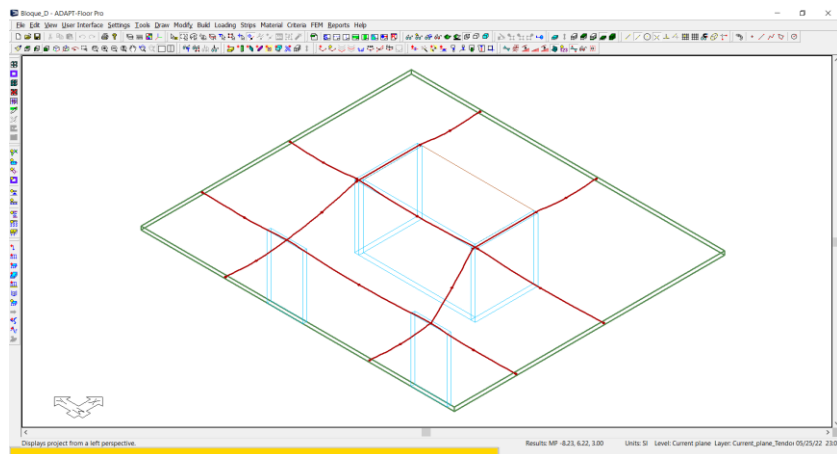 Bloque_D - ADAPT-Floor Pro
File Edit View User Interface Settings Tools Draw Modify Build Loading Strips Material Criteria FEM Reports Help
Displays project from a left perspective.
Results: MF -8.23, 6.22, 3.00 Units: SI Level: Current plane Layer: Current_plane_Tendon 05/25/22